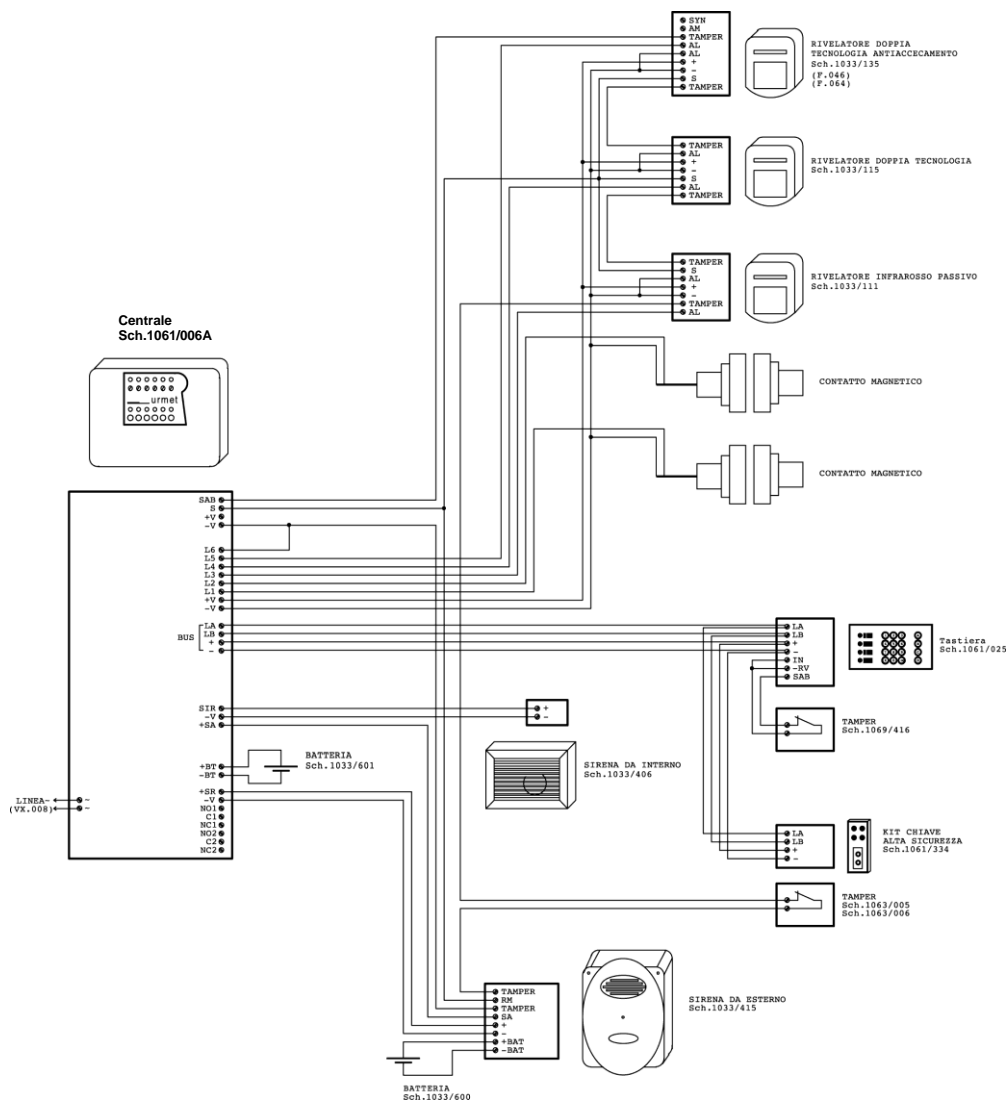 SYN
AM
TAMPER
AL
AL
+
-
S
TAMPER
RIVELATORE DOPPIA
TECNOLOGIA ANTIACCECAMENTO
Sch.1033/135
(F.046)
(F.064)
TAMPER
AL
+
-
S
AL
TAMPER
RIVELATORE DOPPIA TECNOLOGIA
Sch.1033/115
TAMPER
S
AL
+
-
TAMPER
AL
RIVELATORE INFRAROSSO PASSIVO
Sch.1033/111
Centrale
Sch.1061/006A
urmet
CONTATTO MAGNETICO
CONTATTO MAGNETICO
SAB
S
+V
-V
L6
L5
L4
L3
L2
L1
+V
-V
BUS
LA
LB
+
-
SIR
-V
+SA
+BT
-BT
+SR
-V
NO1
C1
NC1
NO2
C2
NC2
LINEA~
(VX.008)
~
~
BATTERIA
Sch.1033/601
+
-
SIRENA DA INTERNO
Sch.1033/406
LA
LB
+
-
IN
-RV
SAB
Tastiera
Sch.1061/025
TAMPER
Sch.1069/416
LA
LB
+
-
KIT CHIAVE
ALTA SICUREZZA
Sch.1061/334
TAMPER
Sch.1063/005
Sch.1063/006
TAMPER
RM
TAMPER
SA
+
-
+BAT
-BAT
SIRENA DA ESTERNO
Sch.1033/415
BATTERIA
Sch.1033/600